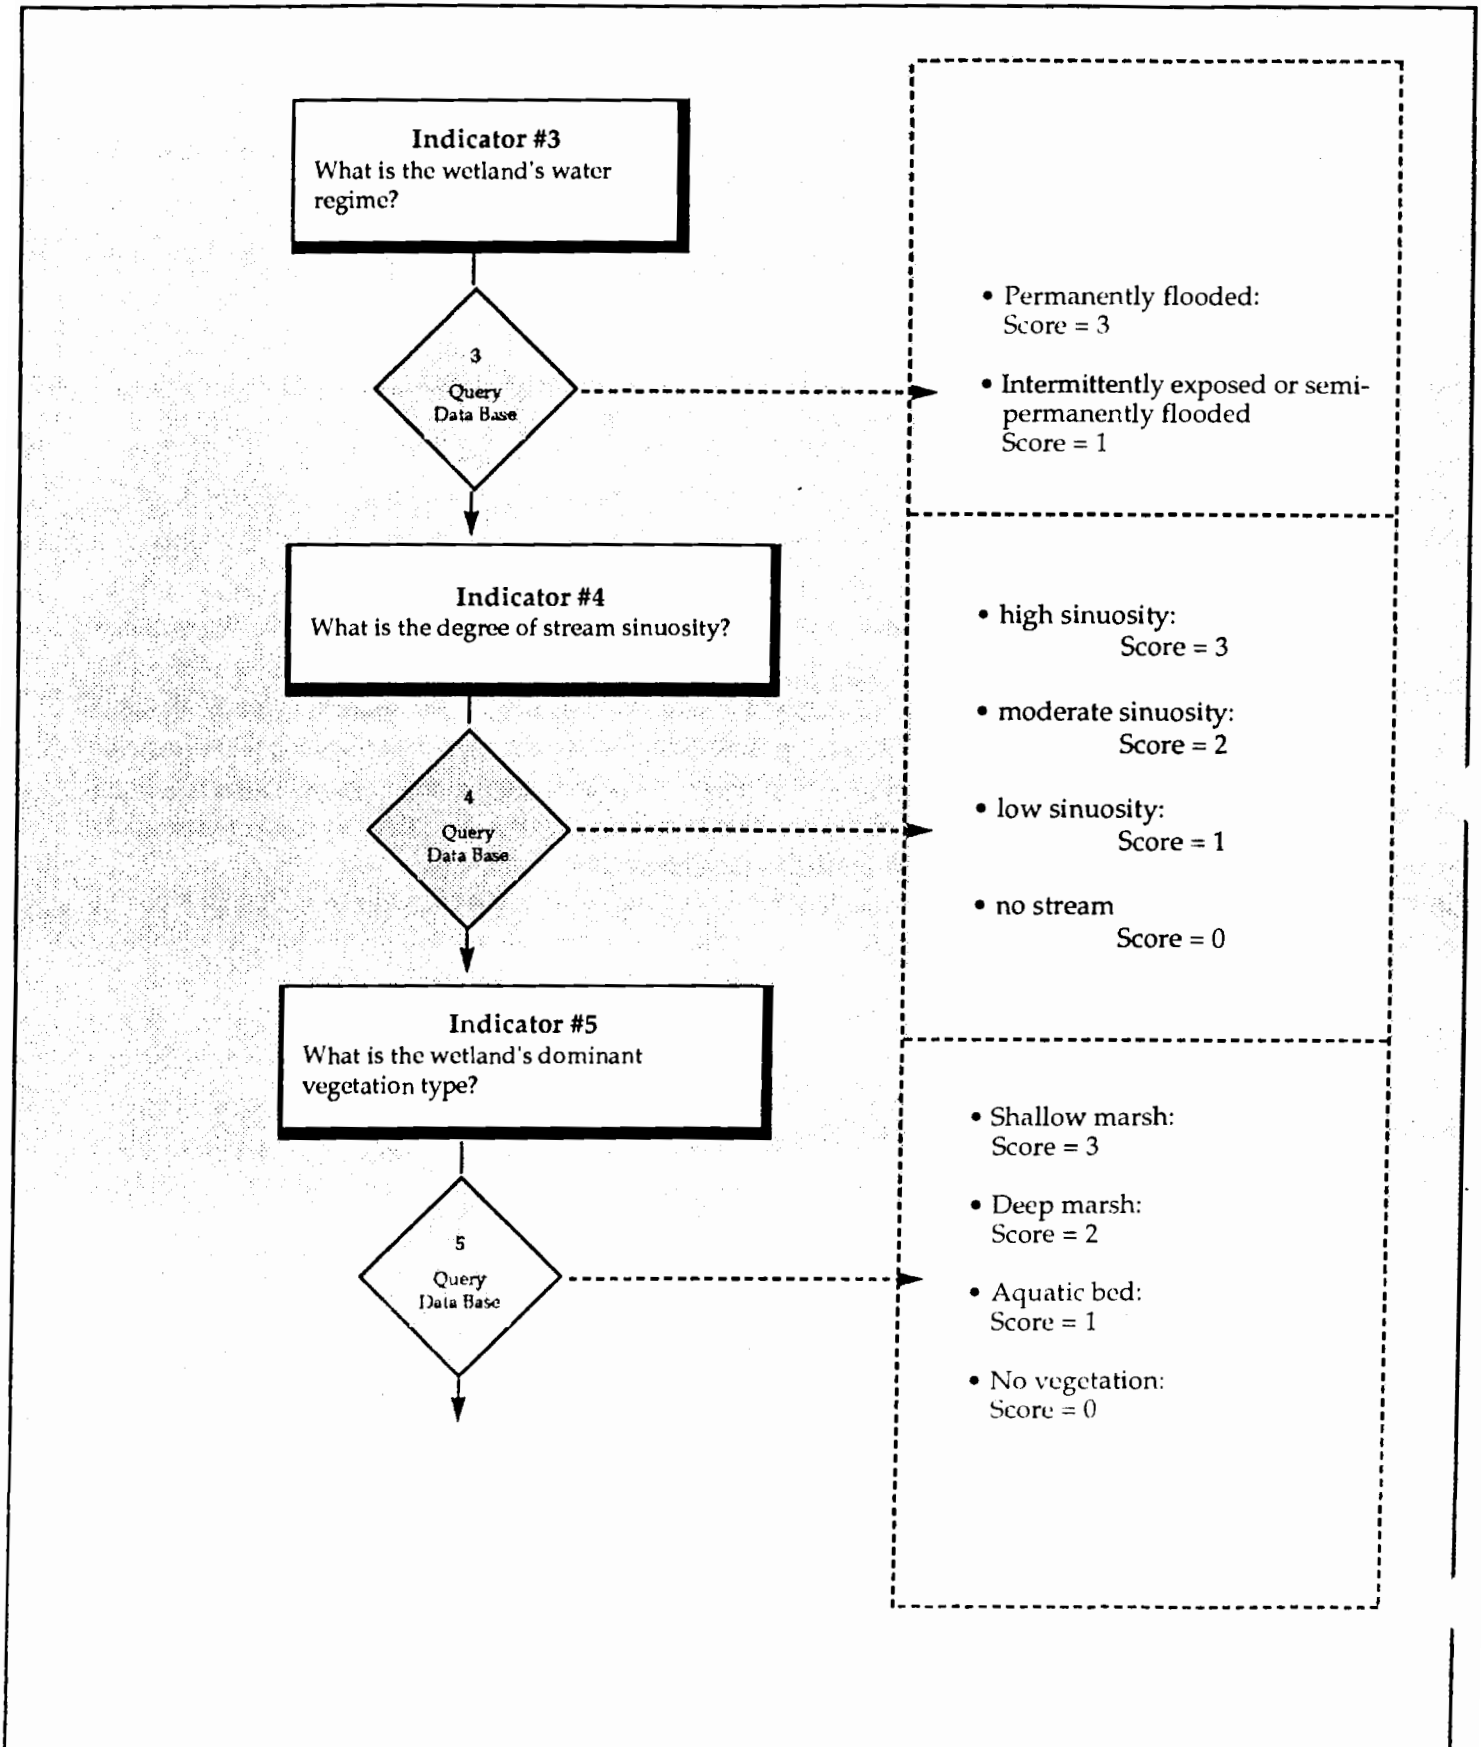 Indicator #3
What is the wetland's water
regime?
3
Query
Data Base
• Permanently flooded:
Score = 3
• Intermittently exposed or semi-
permanently flooded
Score = 1
Indicator #4
What is the degree of stream sinuosity?
4
Query
Data Base
• high sinuosity:
Score = 3
• moderate sinuosity:
Score = 2
• low sinuosity:
Score = 1
• no stream
Score = 0
Indicator #5
What is the wetland's dominant
vegetation type?
5
Query
Data Base
• Shallow marsh:
Score = 3
• Deep marsh:
Score = 2
• Aquatic bed:
Score = 1
• No vegetation:
Score = 0